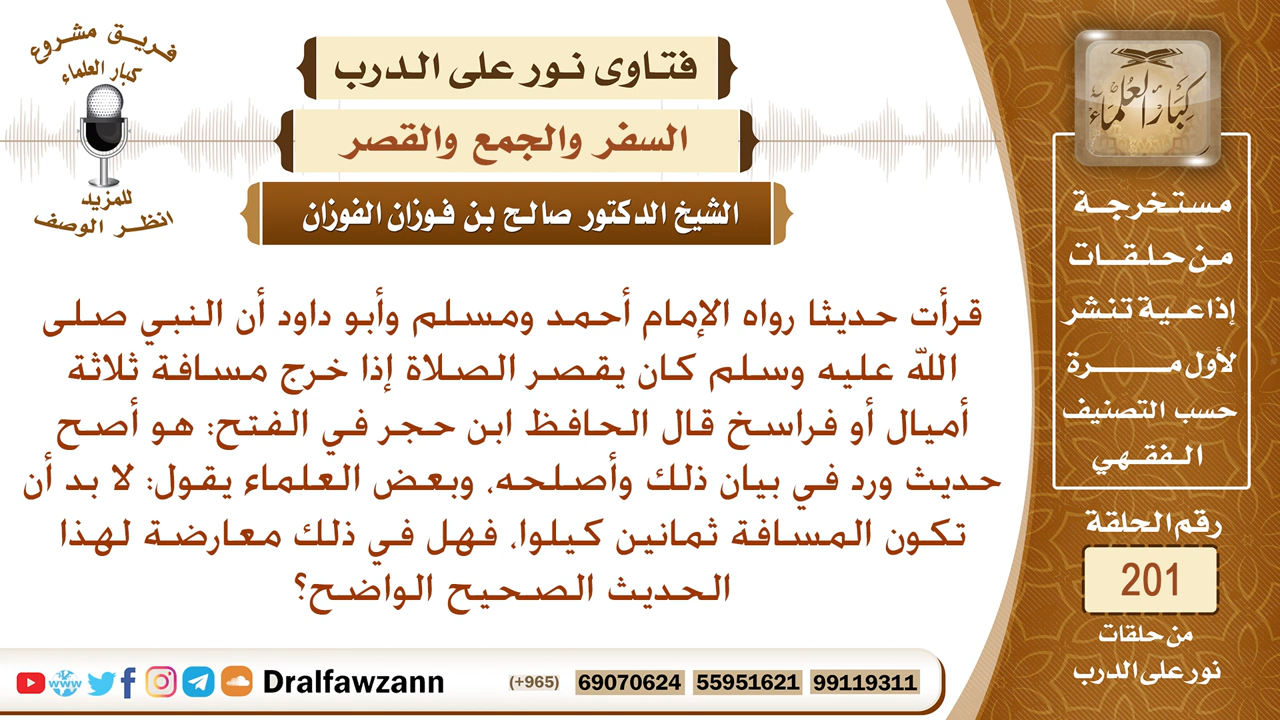 فريق مشروع
كبار العلماء
للمزيد
انظر الوصف
فتاوى نور على الدرب
السفر والجمع والقصر
الشيخ الدكتور صالح بن فوزان الفوزان
قرأت حديثا رواه الإمام أحمد ومسلم وأبو داود أن النبي صلى
الله عليه وسلم كان يقصر الصلاة إذا خرج مسافة ثلاثة
أميال أو فراسخ قال الحافظ ابن حجر في الفتح: هو أصح
حديث ورد في بيان ذلك وأصلحه، وبعض العلماء يقول: لا بد أن
تكون المسافة ثمانين كيلوا، فهل في ذلك معارضة لهذا
الحديث الصحيح الواضح؟
كبار العلماء
مستخرجة
من حلقات
إذاعية تنشر
لأول مرة
حسب التصنيف
الفقهي
رقم الحلقة
201
من حلقات
نور على الدرب
www Dralfawzann (+965) 69070624 55951621 99119311